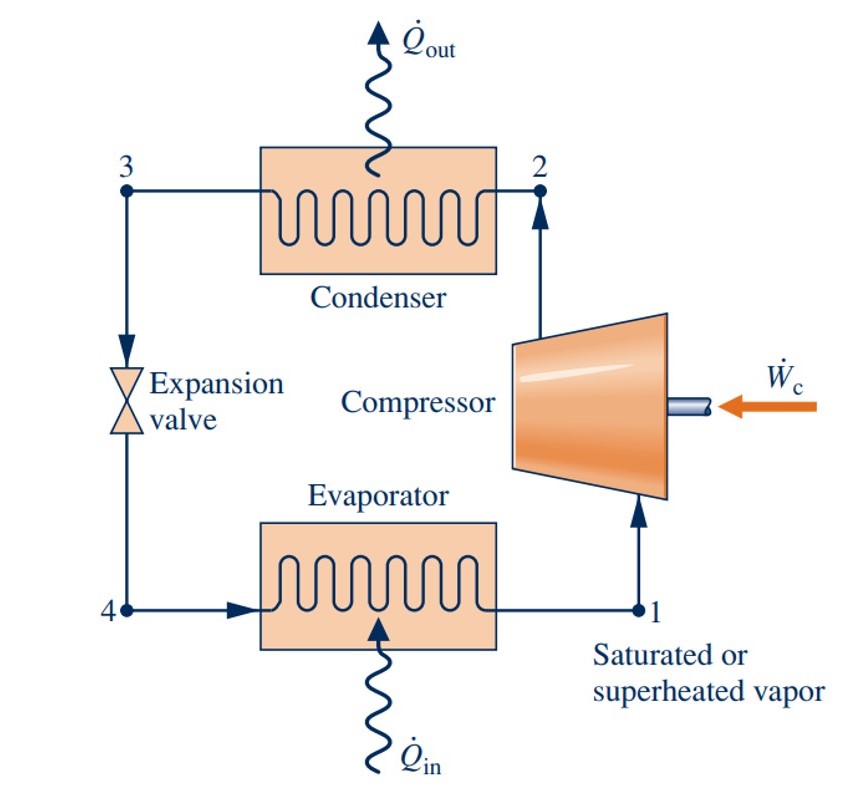 Q̇out
3
2
Condenser
Expansion
valve
Compressor
Ẇc
Evaporator
4
1
Saturated or
superheated vapor
Q̇in